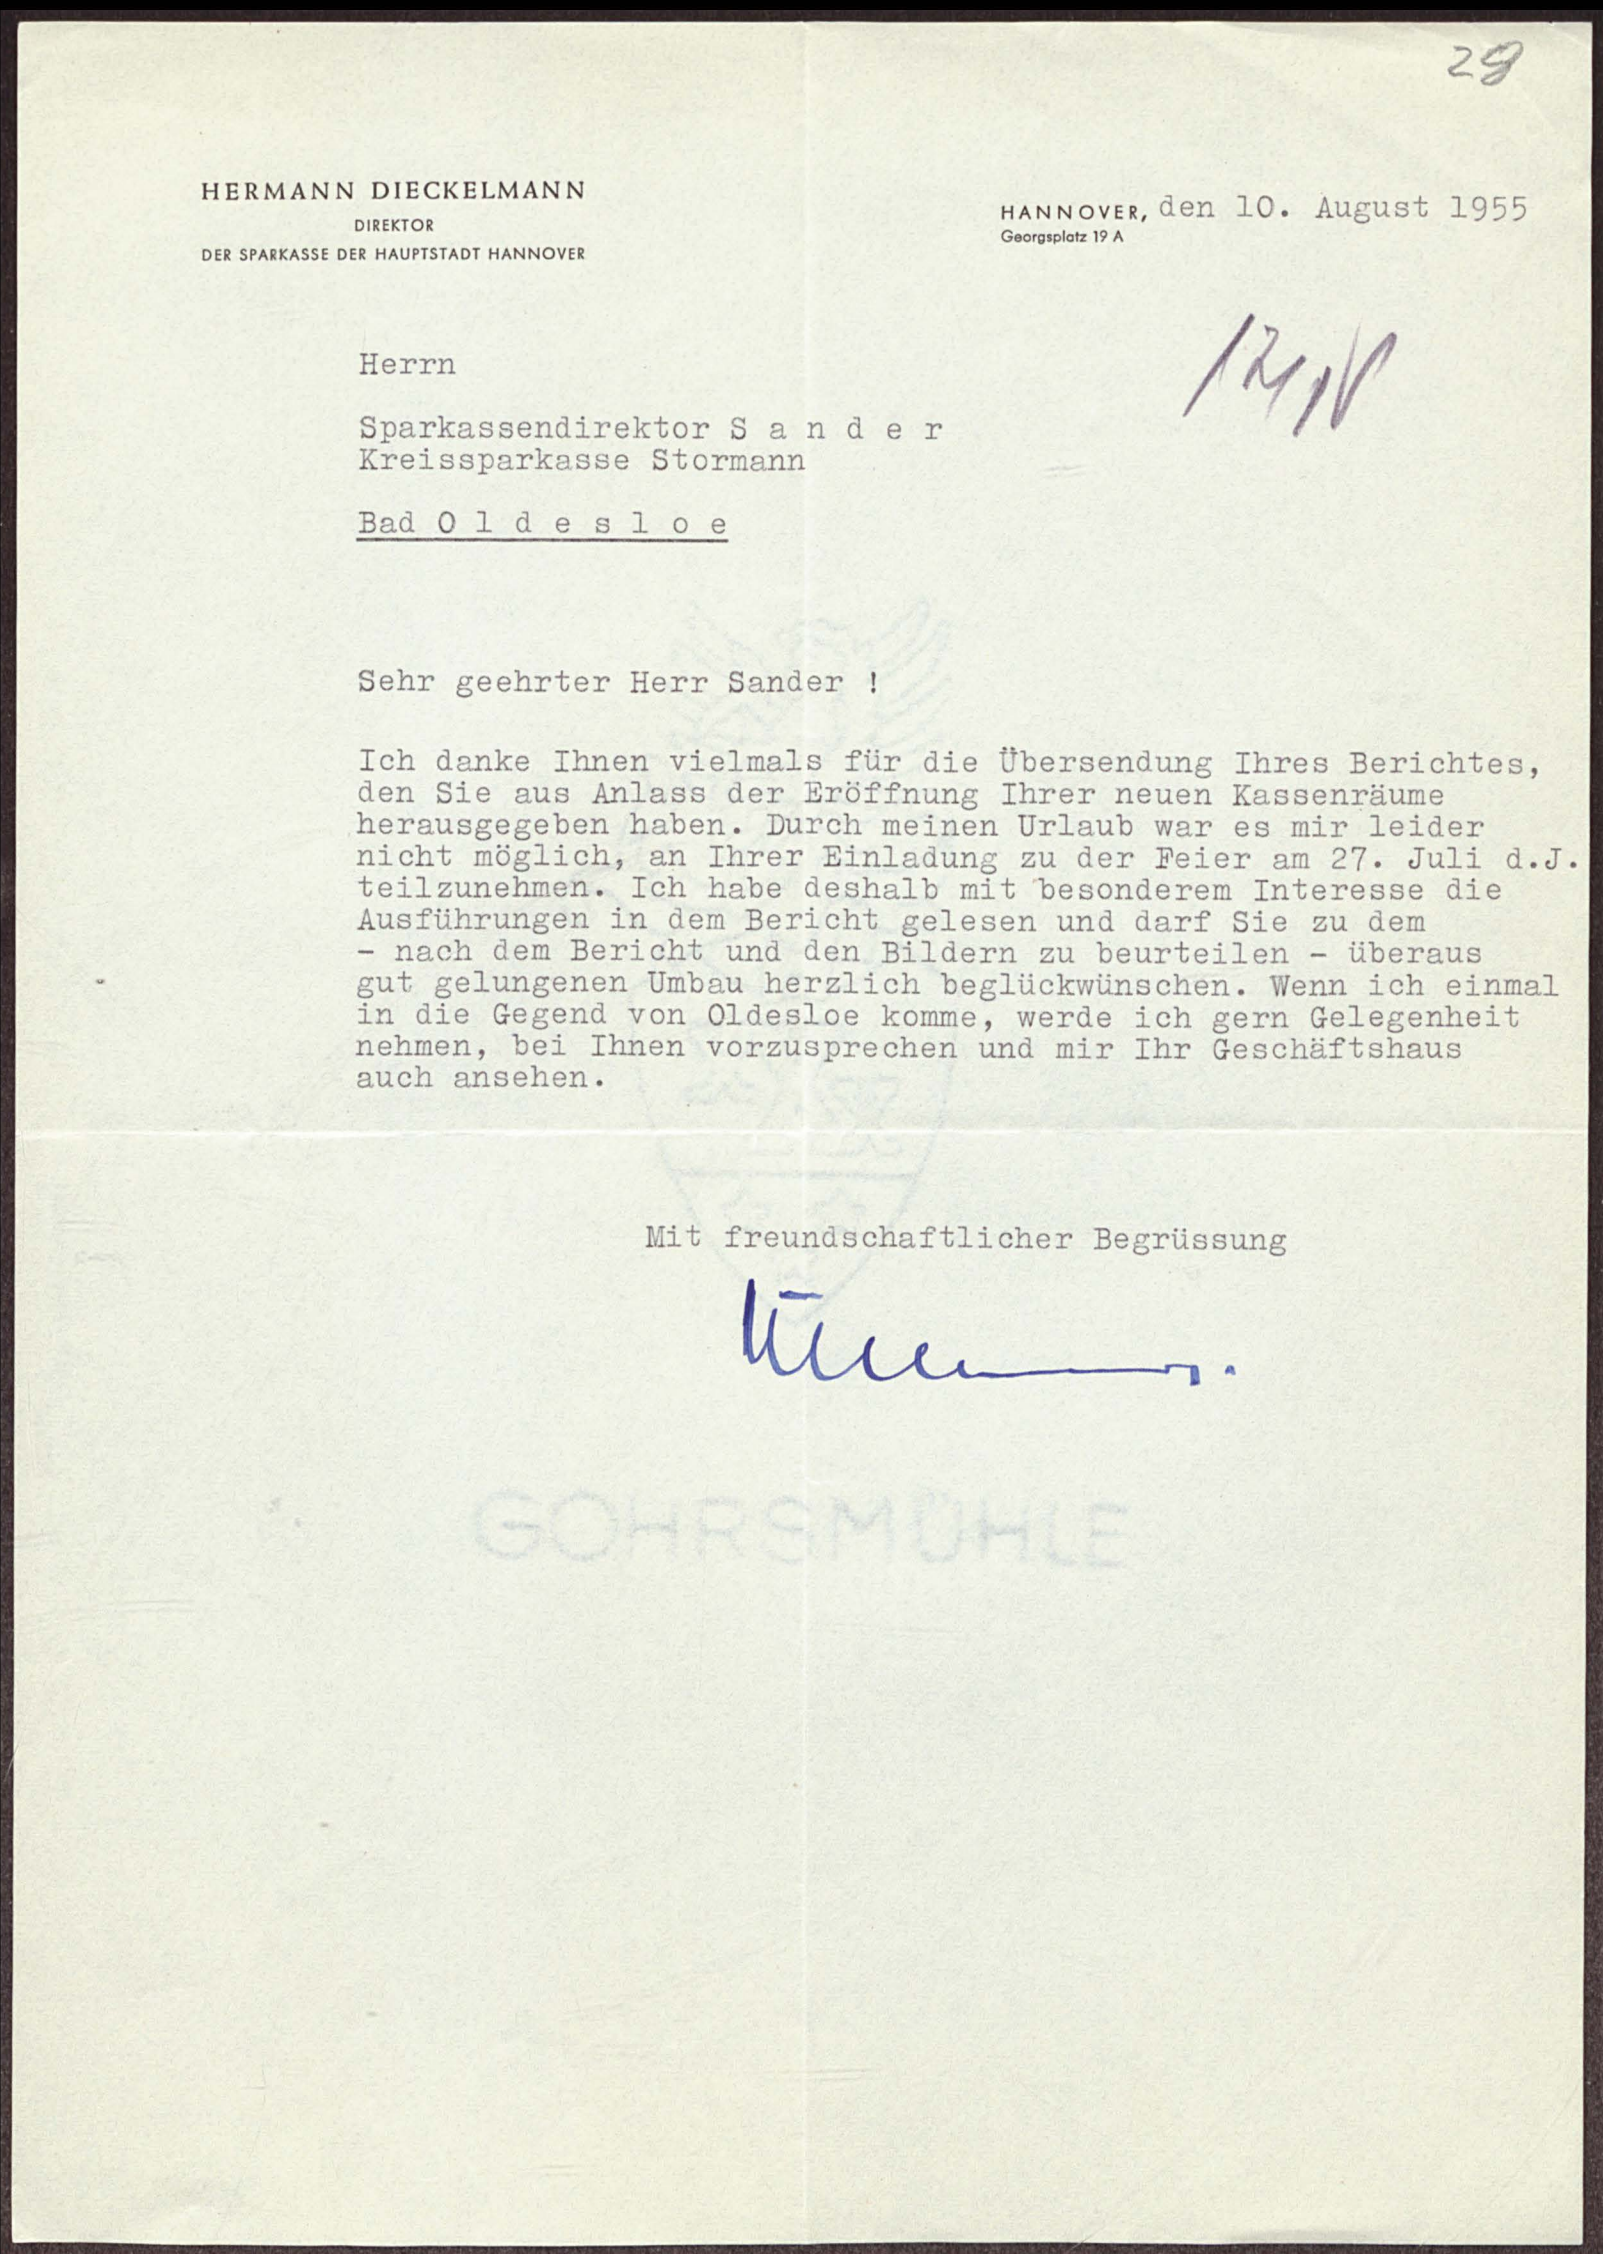 HERMANN DIECKELMANN
DIREKTOR
DER SPARKASSE DER HAUPTSTADT HANNOVER
HANNOVER, den 10. August 1955
Georgsplatz 19 A
Herrn
Sparkassendirektor S a n d e r
Kreissparkasse Stormann
Bad O l d e s l o e
Sehr geehrter Herr Sander !
Ich danke Ihnen vielmals für die Übersendung Ihres Berichtes,
den Sie aus Anlass der Eröffnung Ihrer neuen Kassenräume
herausgegeben haben. Durch meinen Urlaub war es mir leider
nicht möglich, an Ihrer Einladung zu der Feier am 27. Juli d.J.
teilzunehmen. Ich habe deshalb mit besonderem Interesse die
Ausführungen in dem Bericht gelesen und darf Sie zu dem
- nach dem Bericht und den Bildern zu beurteilen - überaus
gut gelungenen Umbau herzlich beglückwünschen. Wenn ich einmal
in die Gegend von Oldesloe komme, werde ich gern Gelegenheit
nehmen, bei Ihnen vorzusprechen und mir Ihr Geschäftshaus
auch ansehen.
Mit freundschaftlicher Begrüssung
GOHRSMÜHLE